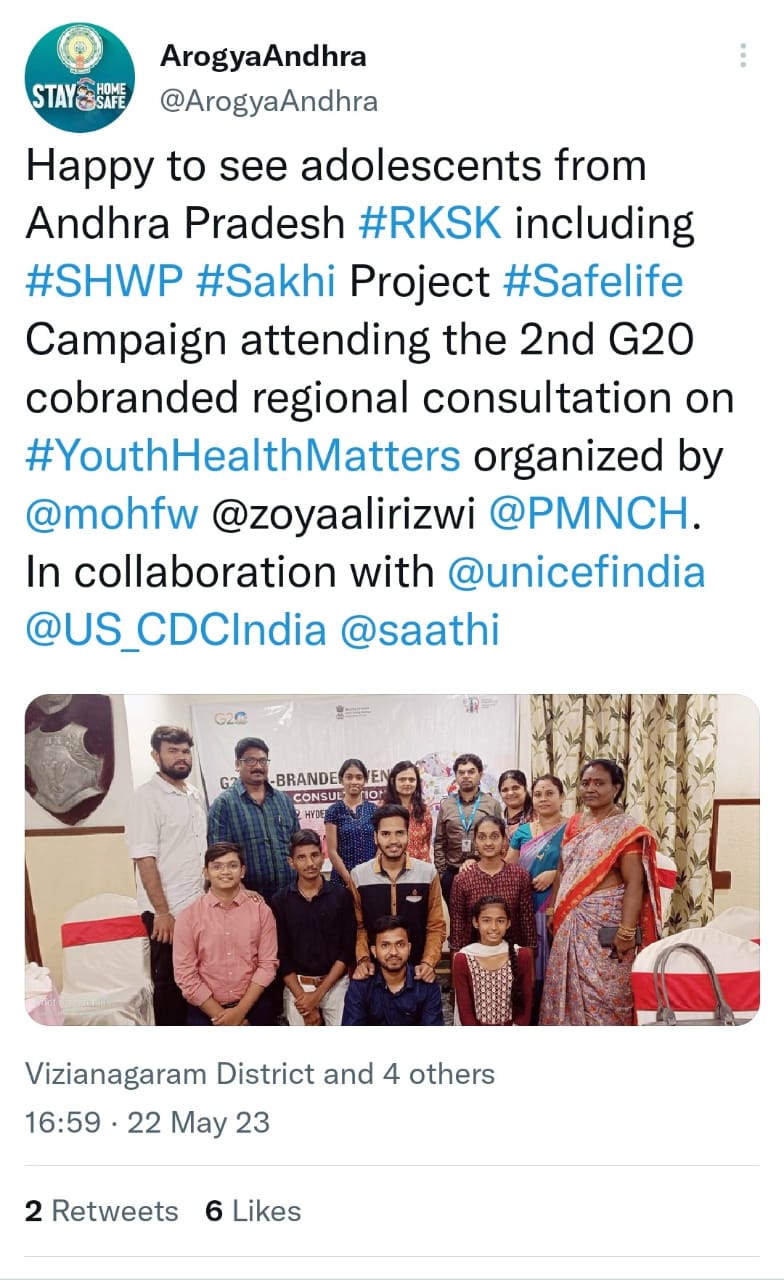 STAY HOME
SAFE
ArogyaAndhra
@ArogyaAndhra
Happy to see adolescents from
Andhra Pradesh #RKSK including
#SHWP #Sakhi Project #Safelife
Campaign attending the 2nd G20
cobranded regional consultation on
#YouthHealthMatters organized by
@mohfw @zoyaalirizwi @PMNCH.
In collaboration with @unicefindia
@US_CDCIndia @saathi
G20
-BRANDE
CONSU
Vizianagaram District and 4 others
16:59 · 22 May 23
2 Retweets 6 Likes